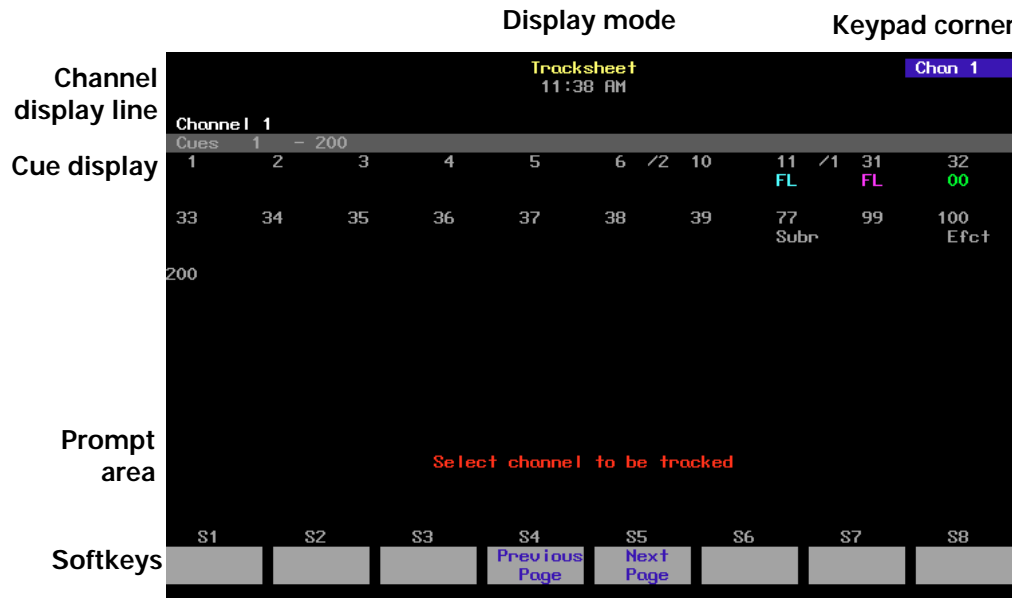 Display mode
Keypad corner
Channel display line
Tracksheet
Chan 1
11:38 AM
Channel 1
Cues 1 - 200
Cue display
1 2 3 4 5 6 /2 10 11 /1 31 32
FL FL 00
33 34 35 36 37 38 39 77 99 100
Subr Efct
200
Prompt area
Select channel to be tracked
S1 S2 S3 S4 S5 S6 S7 S8
Softkeys
Previous Page
Next Page